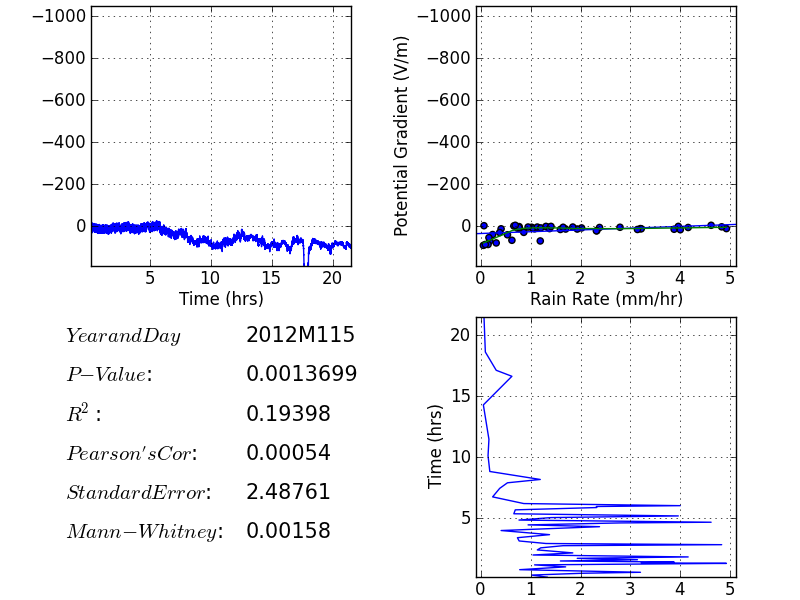 −1000
−800
−600
−400
−200
0
5 10 15 20
Time (hrs)
Potential Gradient (V/m)
−1000
−800
−600
−400
−200
0
0 1 2 3 4 5
Rain Rate (mm/hr)
YearandDay 2012M115
P−Value: 0.0013699
R²: 0.19398
Pearson'sCor: 0.00054
StandardError: 2.48761
Mann−Whitney: 0.00158
Time (hrs)
20
15
10
5
0 1 2 3 4 5